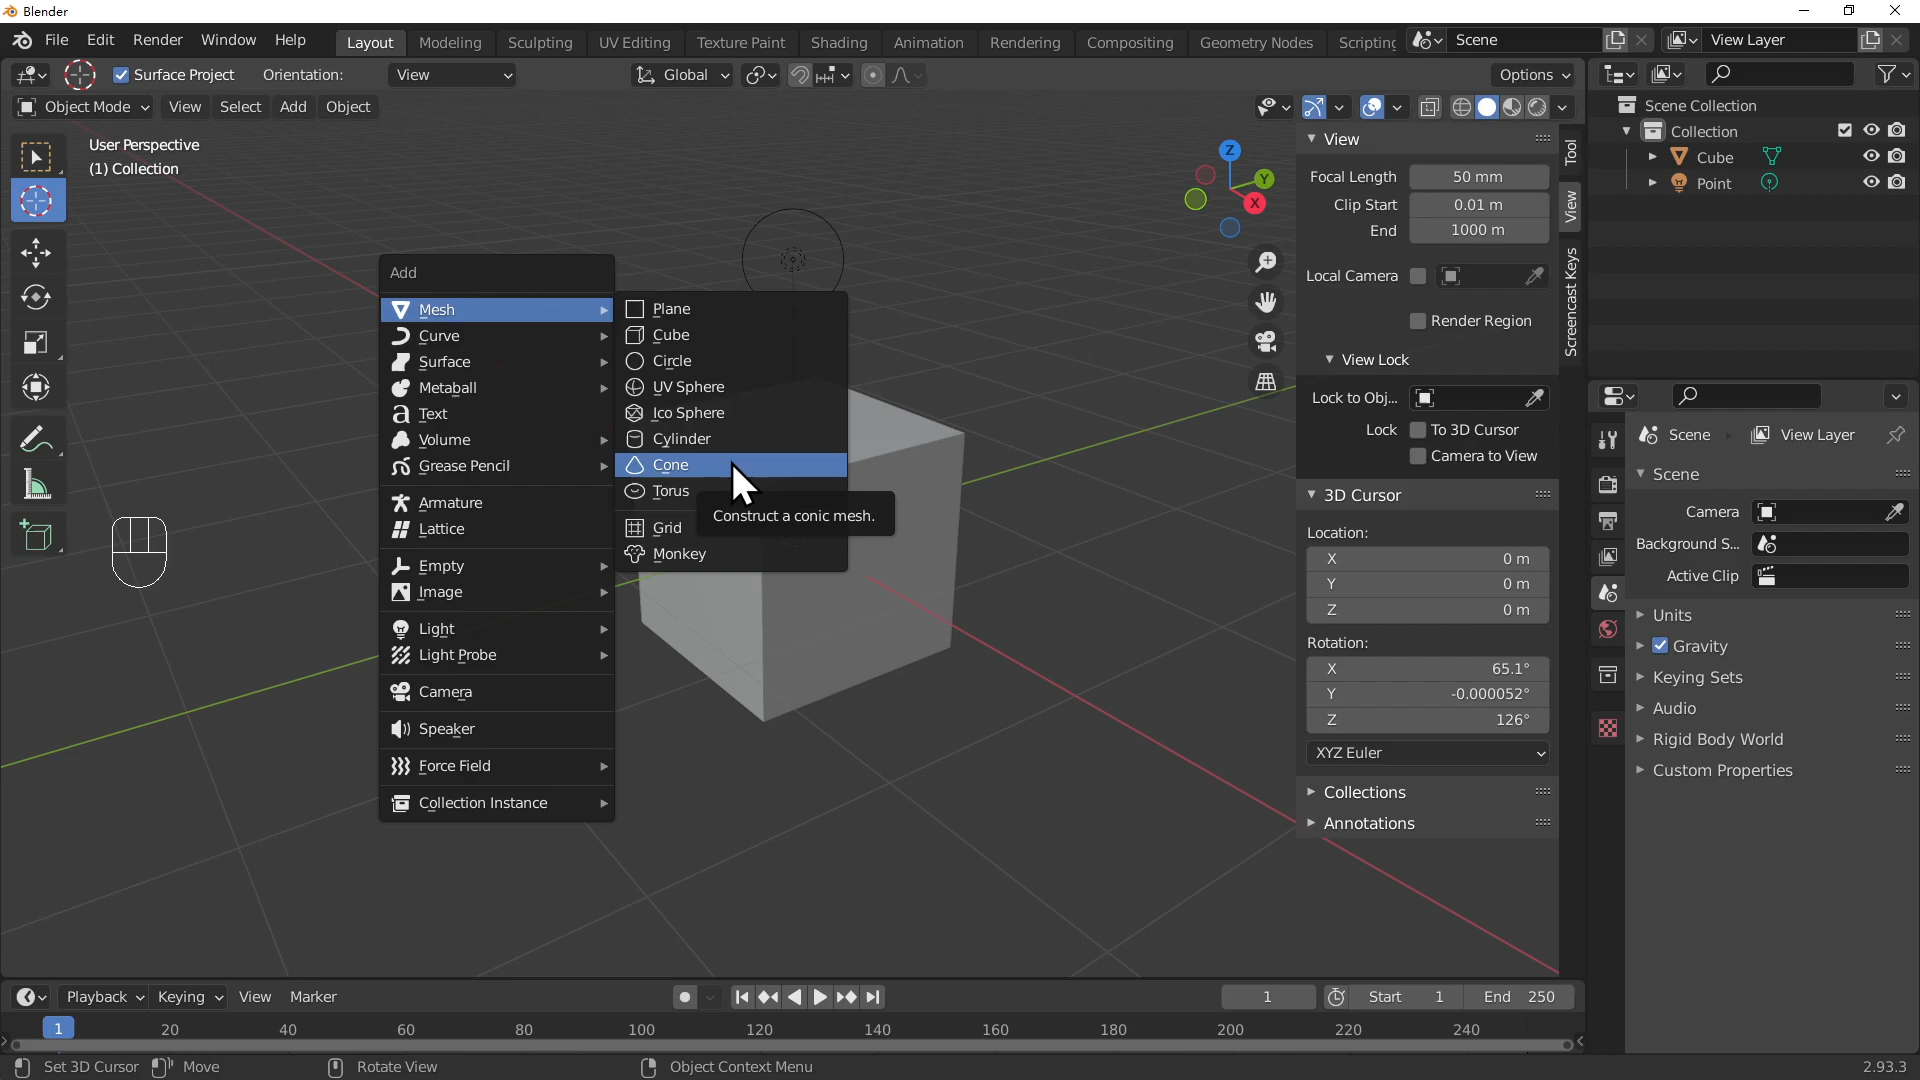 Blender
File Edit Render Window Help Layout Modeling Sculpting UV Editing Texture Paint Shading Animation Rendering Compositing Geometry Nodes Scripting Scene View Layer
Surface Project Orientation: View Global Options
Object Mode View Select Add Object
User Perspective
(1) Collection
Z
Y
X
Add
Mesh
Curve
Surface
Metaball
Text
Volume
Grease Pencil
Armature
Lattice
Empty
Image
Light
Light Probe
Camera
Speaker
Force Field
Collection Instance
Plane
Cube
Circle
UV Sphere
Ico Sphere
Cylinder
Cone
Torus
Grid
Monkey
Construct a conic mesh.
View
Focal Length 50 mm
Clip Start 0.01 m
End 1000 m
Local Camera
Render Region
View Lock
Lock to Obj...
Lock To 3D Cursor
Camera to View
3D Cursor
Location:
X 0 m
Y 0 m
Z 0 m
Rotation:
X 65.1°
Y -0.000052°
Z 126°
XYZ Euler
Collections
Annotations
Tool
View
Screencast Keys
Scene Collection
Collection
Cube
Point
Scene View Layer
Scene
Camera
Background S...
Active Clip
Units
Gravity
Keying Sets
Audio
Rigid Body World
Custom Properties
Playback Keying View Marker 1 Start 1 End 250
1 20 40 60 80 100 120 140 160 180 200 220 240
Set 3D Cursor Move Rotate View Object Context Menu 2.93.3